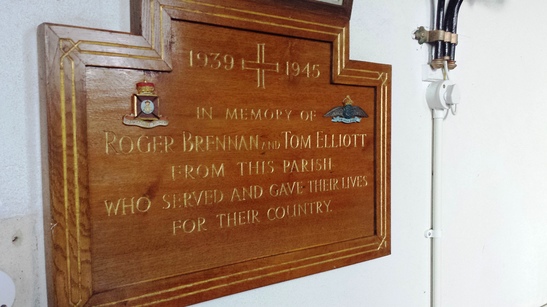 1939 1945
IN MEMORY OF
ROGER BRENNAN AND TOM ELLIOTT
FROM THIS PARISH
WHO SERVED AND GAVE THEIR LIVES
FOR THEIR COUNTRY.